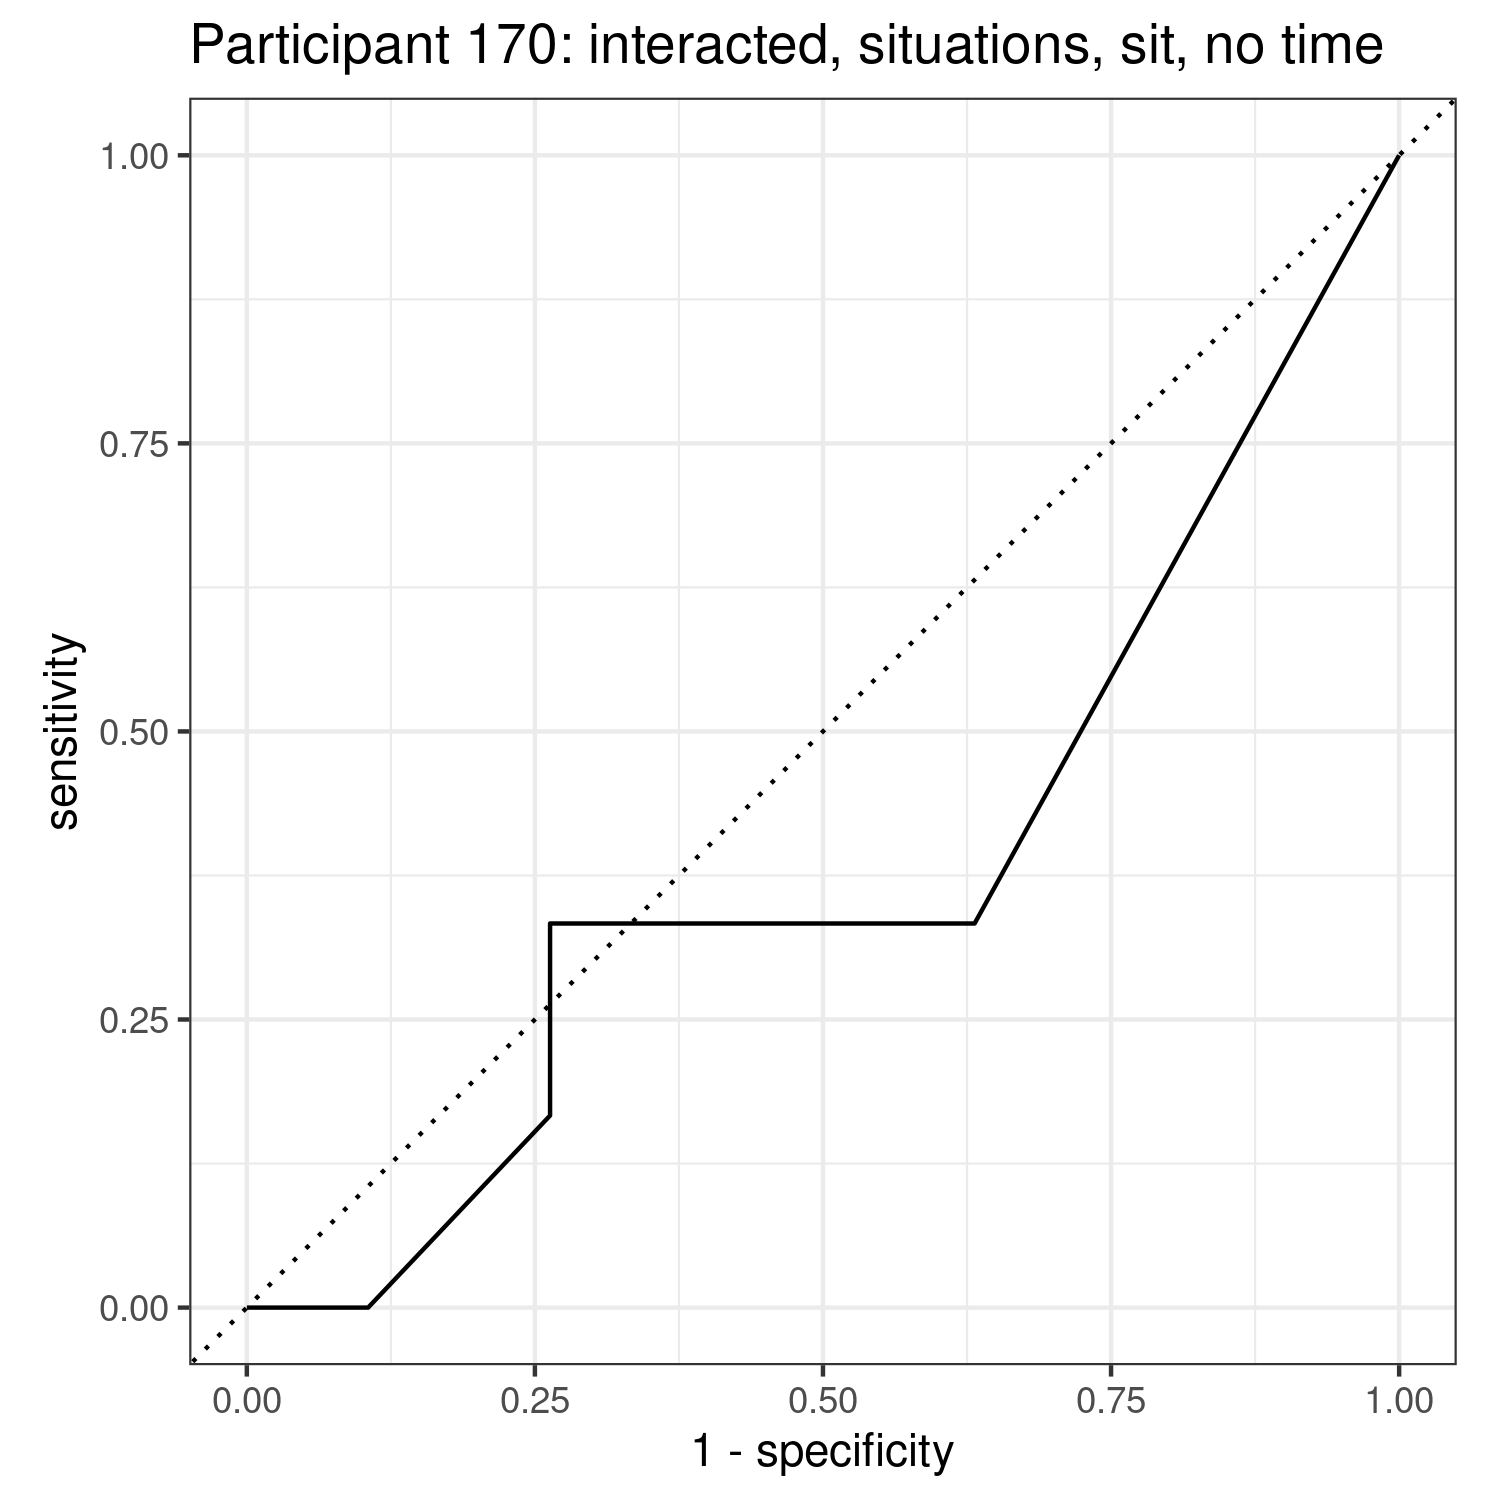 Participant 170: interacted, situations, sit, no time
sensitivity
1.00
0.75
0.50
0.25
0.00
0.00 0.25 0.50 0.75 1.00
1 - specificity